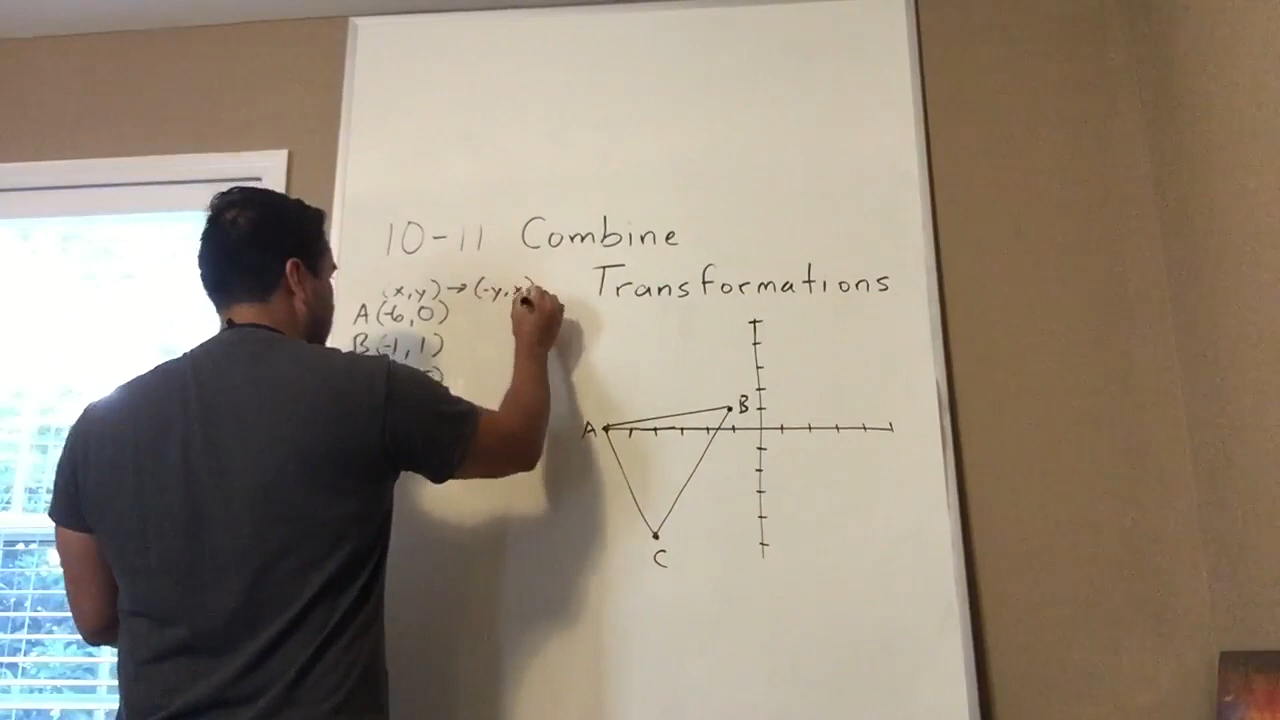 10-11 Combine
Transformations
(x,y) → (-y,x)
A(-6,0)
B(-1,1)
A
B
C